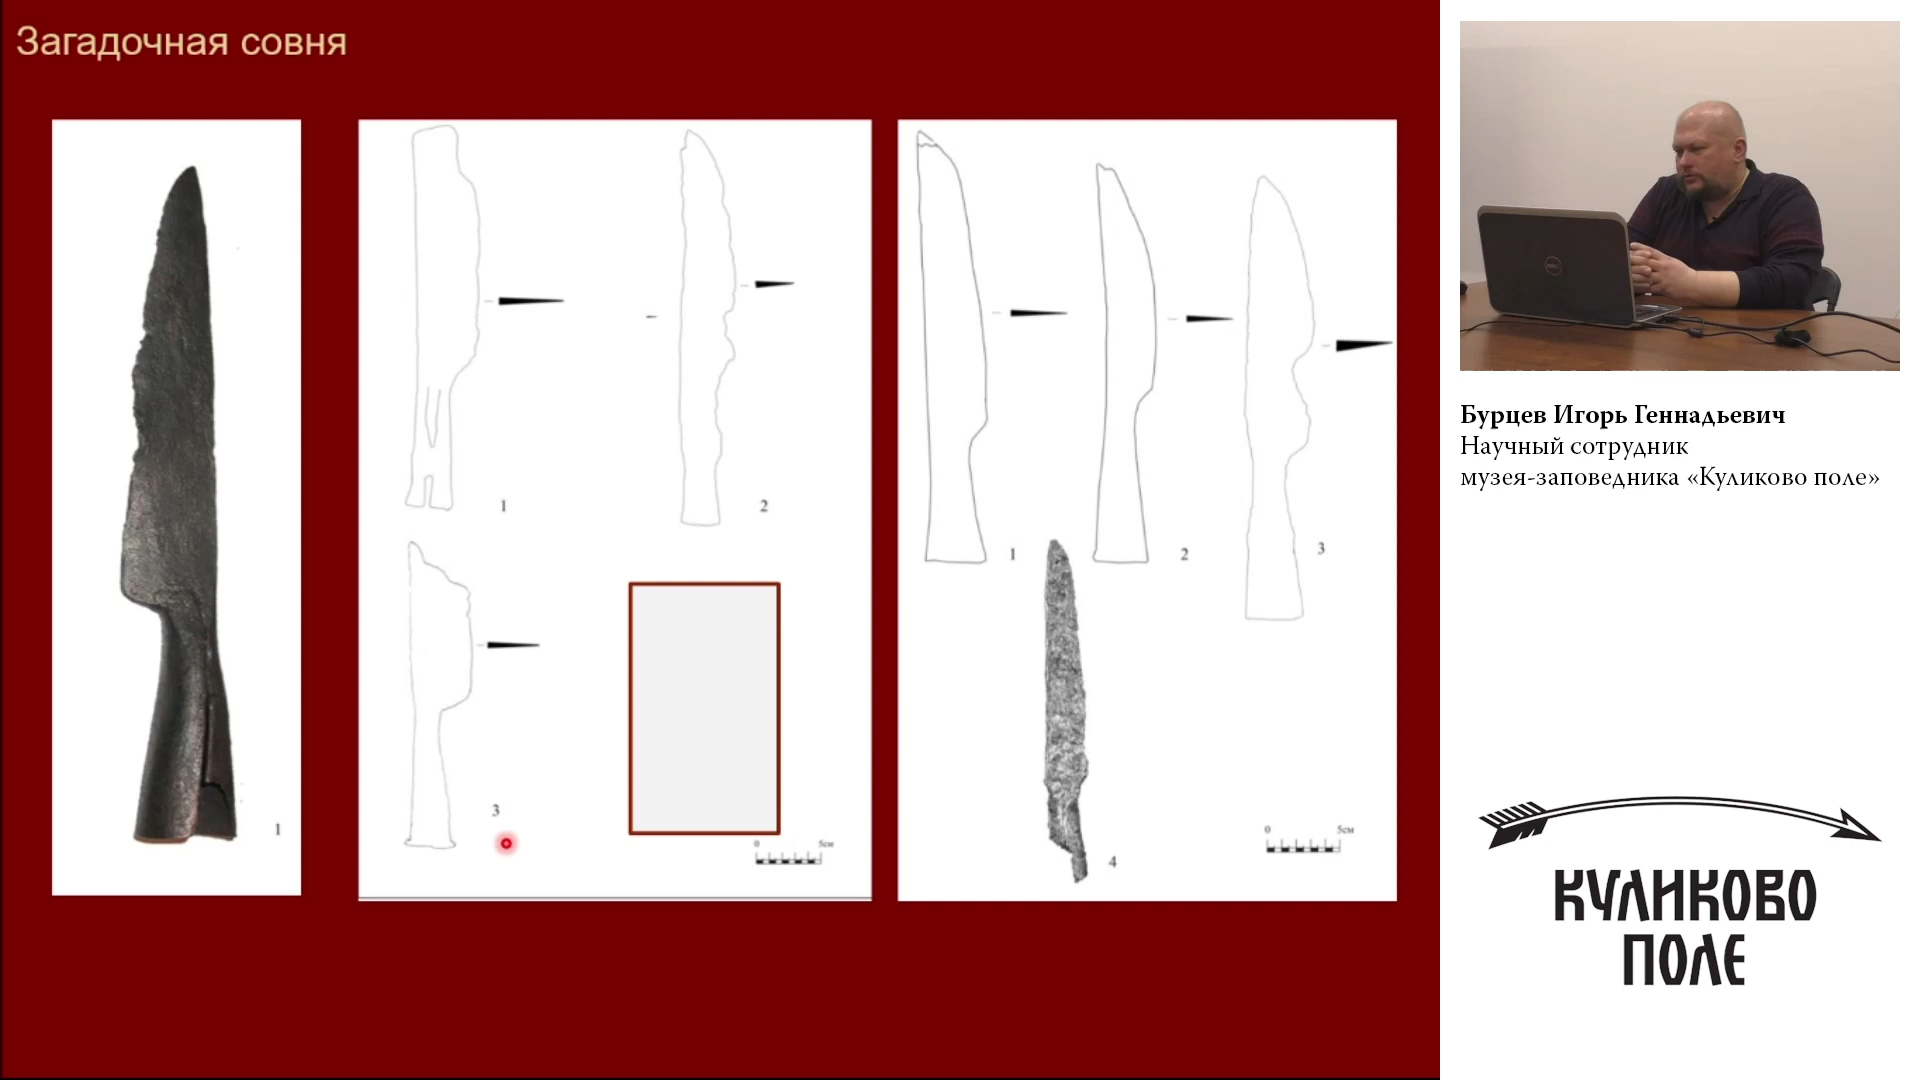 Загадочная совня
1
1
2
3
0 5см
1
2
3
4
0 5см
Бурцев Игорь Геннадьевич
Научный сотрудник
музея-заповедника «Куликово поле»
КУЛИКОВО
ПОЛЕ